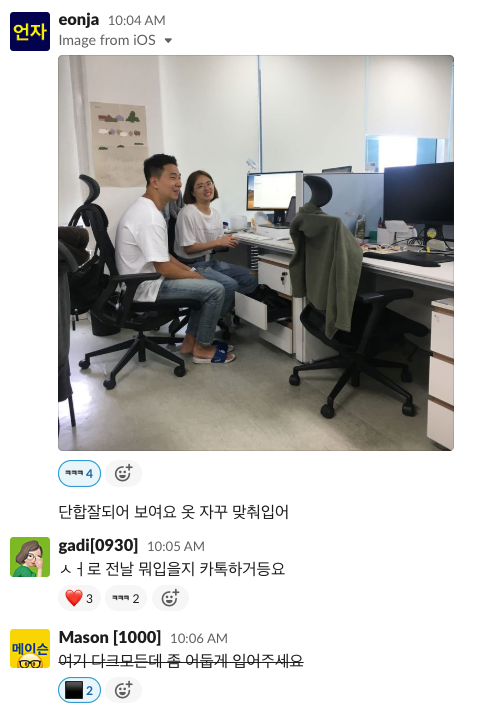 언자
eonja 10:04 AM
Image from iOS
ㅋㅋㅋ 4
단합잘되어 보여요 옷 자꾸 맞춰입어
gadi[0930] 10:05 AM
ㅅㅓ로 전날 뭐입을지 카톡하거등요
3 ㅋㅋㅋ 2
메이슨
Mason [1000] 10:06 AM
여기 다크모든데 좀 어둡게 입어주세요
2